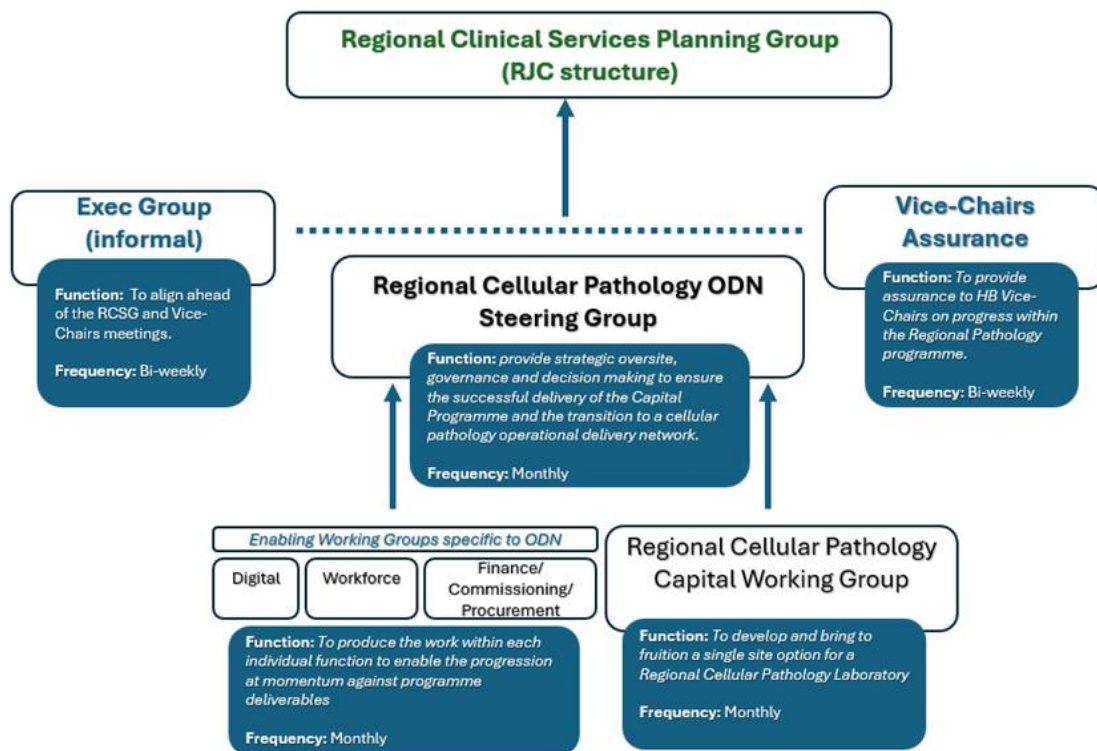 Regional Clinical Services Planning Group
(RJC structure)
Exec Group
(informal)
Function: To align ahead
of the RCSG and Vice-
Chairs meetings.
Frequency: Bi-weekly
Vice-Chairs
Assurance
Function: To provide
assurance to HB Vice-
Chairs on progress within
the Regional Pathology
programme.
Frequency: Bi-weekly
Regional Cellular Pathology ODN
Steering Group
Function: provide strategic oversite,
governance and decision making to ensure
the successful delivery of the Capital
Programme and the transition to a cellular
pathology operational delivery network.
Frequency: Monthly
Enabling Working Groups specific to ODN
Digital
Workforce
Finance/
Commissioning/
Procurement
Function: To produce the work within each
individual function to enable the progression
at momentum against programme
deliverables
Frequency: Monthly
Regional Cellular Pathology
Capital Working Group
Function: To develop and bring to
fruition a single site option for a
Regional Cellular Pathology Laboratory
Frequency: Monthly